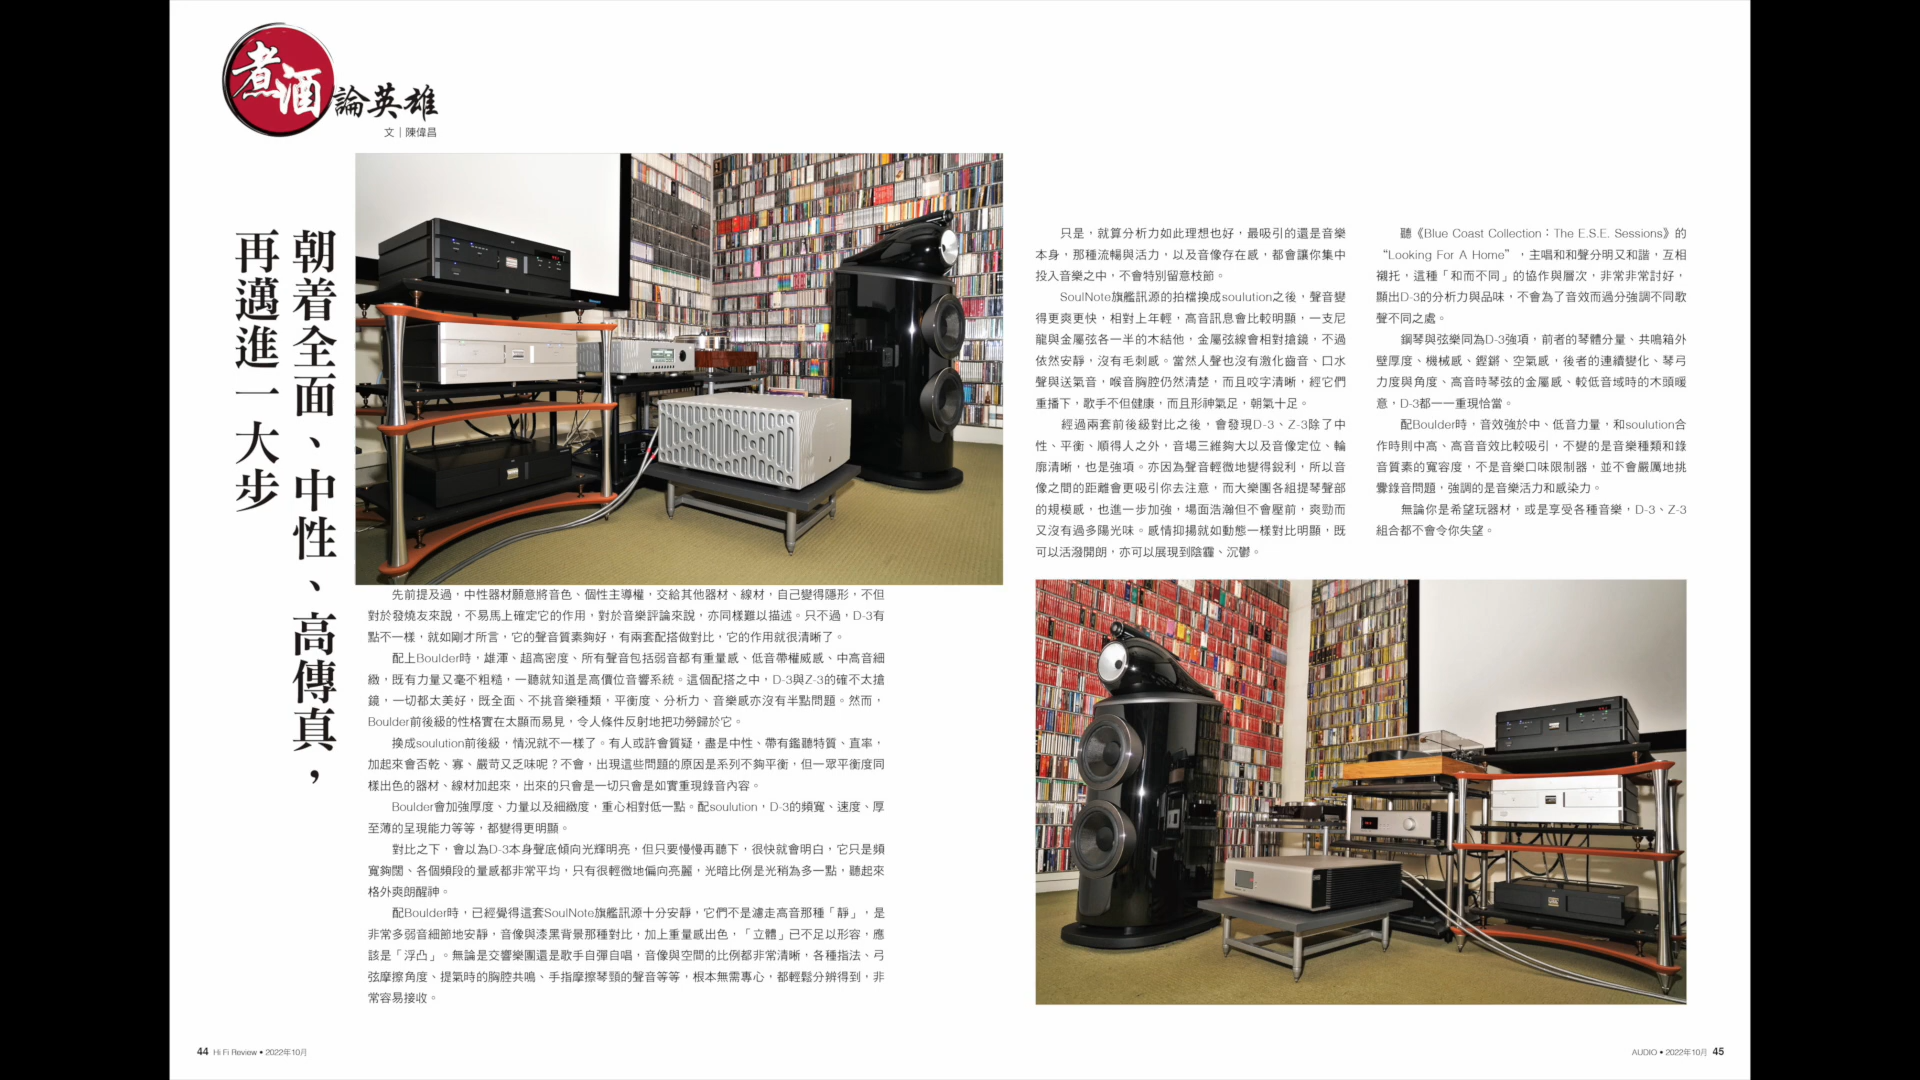 煮酒論英雄
文｜陳偉昌
朝着全面、中性、高傳真，
再邁進一大步
先前提及過，中性器材願意將音色、個性主導權，交給其他器材、線材，自己變得隱形，不但
對於發燒友來說，不易馬上確定它的作用，對於音樂評論來說，亦同樣難以描述。只不過，D-3有
點不一樣，就如剛才所言，它的聲音質素夠好，有兩套配搭做對比，它的作用就很清晰了。
配上Boulder時，雄渾、超高密度、所有聲音包括弱音都有重量感、低音帶權威感、中高音細
緻，既有力量又毫不粗糙，一聽就知道是高價位音響系統。這個配搭之中，D-3與Z-3的確不太搶
鏡，一切都太美好，既全面、不挑音樂種類，平衡度、分析力、音樂感亦沒有半點問題。然而，
Boulder前後級的性格實在太顯而易見，令人條件反射地把功勞歸於它。
換成soulution前後級，情況就不一樣了。有人或許會質疑，盡是中性、帶有鑑聽特質、直率，
加起來會否乾、寡、嚴苛又乏味呢？不會，出現這些問題的原因是系列不夠平衡，但一眾平衡度同
樣出色的器材、線材加起來，出來的只會是一切只會是如實重現錄音內容。
Boulder會加強厚度、力量以及細緻度，重心相對低一點。配soulution，D-3的頻寬、速度、厚
至薄的呈現能力等等，都變得更明顯。
對比之下，會以為D-3本身聲底傾向光輝明亮，但只要慢慢再聽下，很快就會明白，它只是頻
寬夠闊、各個頻段的量感都非常平均，只有很輕微地偏向亮麗，光暗比例是光稍為多一點，聽起來
格外爽朗醒神。
配Boulder時，已經覺得這套SoulNote旗艦訊源十分安靜，它們不是濾走高音那種「靜」，是
非常多弱音細節地安靜，音像與漆黑背景那種對比，加上重量感出色，「立體」已不足以形容，應
該是「浮凸」。無論是交響樂團還是歌手自彈自唱，音像與空間的比例都非常清晰，各種指法、弓
弦摩擦角度、提氣時的胸腔共鳴、手指摩擦琴頸的聲音等等，根本無需專心，都輕鬆分辨得到，非
常容易接收。
只是，就算分析力如此理想也好，最吸引的還是音樂
本身，那種流暢與活力，以及音像存在感，都會讓你集中
投入音樂之中，不會特別留意枝節。
SoulNote旗艦訊源的拍檔換成soulution之後，聲音變
得更爽更快，相對上年輕，高音訊息會比較明顯，一支尼
龍與金屬弦各一半的木結他，金屬弦線會相對搶鏡，不過
依然安靜，沒有毛刺感。當然人聲也沒有激化齒音、口水
聲與送氣音，喉音胸腔仍然清楚，而且咬字清晰，經它們
重播下，歌手不但健康，而且形神氣足，朝氣十足。
經過兩套前後級對比之後，會發現D-3、Z-3除了中
性、平衡、順得人之外，音場三維夠大以及音像定位、輪
廓清晰，也是強項。亦因為聲音輕微地變得銳利，所以音
像之間的距離會更吸引你去注意，而大樂團各組提琴聲部
的規模感，也進一步加強，場面浩瀚但不會壓前，爽勁而
又沒有過多陽光味。感情抑揚就如動態一樣對比明顯，既
可以活潑開朗，亦可以展現到陰霾、沉鬱。
聽《Blue Coast Collection：The E.S.E. Sessions》的
“Looking For A Home”，主唱和和聲分明又和諧，互相
襯托，這種「和而不同」的協作與層次，非常非常討好，
顯出D-3的分析力與品味，不會為了音效而過分強調不同歌
聲不同之處。
鋼琴與弦樂同為D-3強項，前者的琴體分量、共鳴箱外
壁厚度、機械感、鏗鏘、空氣感，後者的連續變化、琴弓
力度與角度、高音時琴弦的金屬感、較低音域時的木頭暖
意，D-3都一一重現恰當。
配Boulder時，音效強於中、低音力量，和soulution合
作時則中高、高音音效比較吸引，不變的是音樂種類和錄
音質素的寬容度，不是音樂口味限制器，並不會嚴厲地挑
釁錄音問題，強調的是音樂活力和感染力。
無論你是希望玩器材，或是享受各種音樂，D-3、Z-3
組合都不會令你失望。
44 Hi Fi Review • 2022年10月
AUDIO • 2022年10月 45